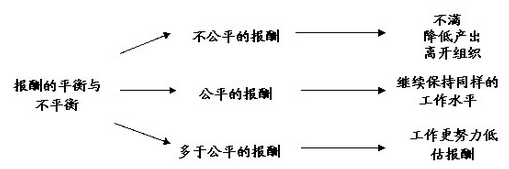 报酬的平衡与
不平衡
不公平的报酬
公平的报酬
多于公平的报酬
不满
降低产出
离开组织
继续保持同样的
工作水平
工作更努力低
估报酬